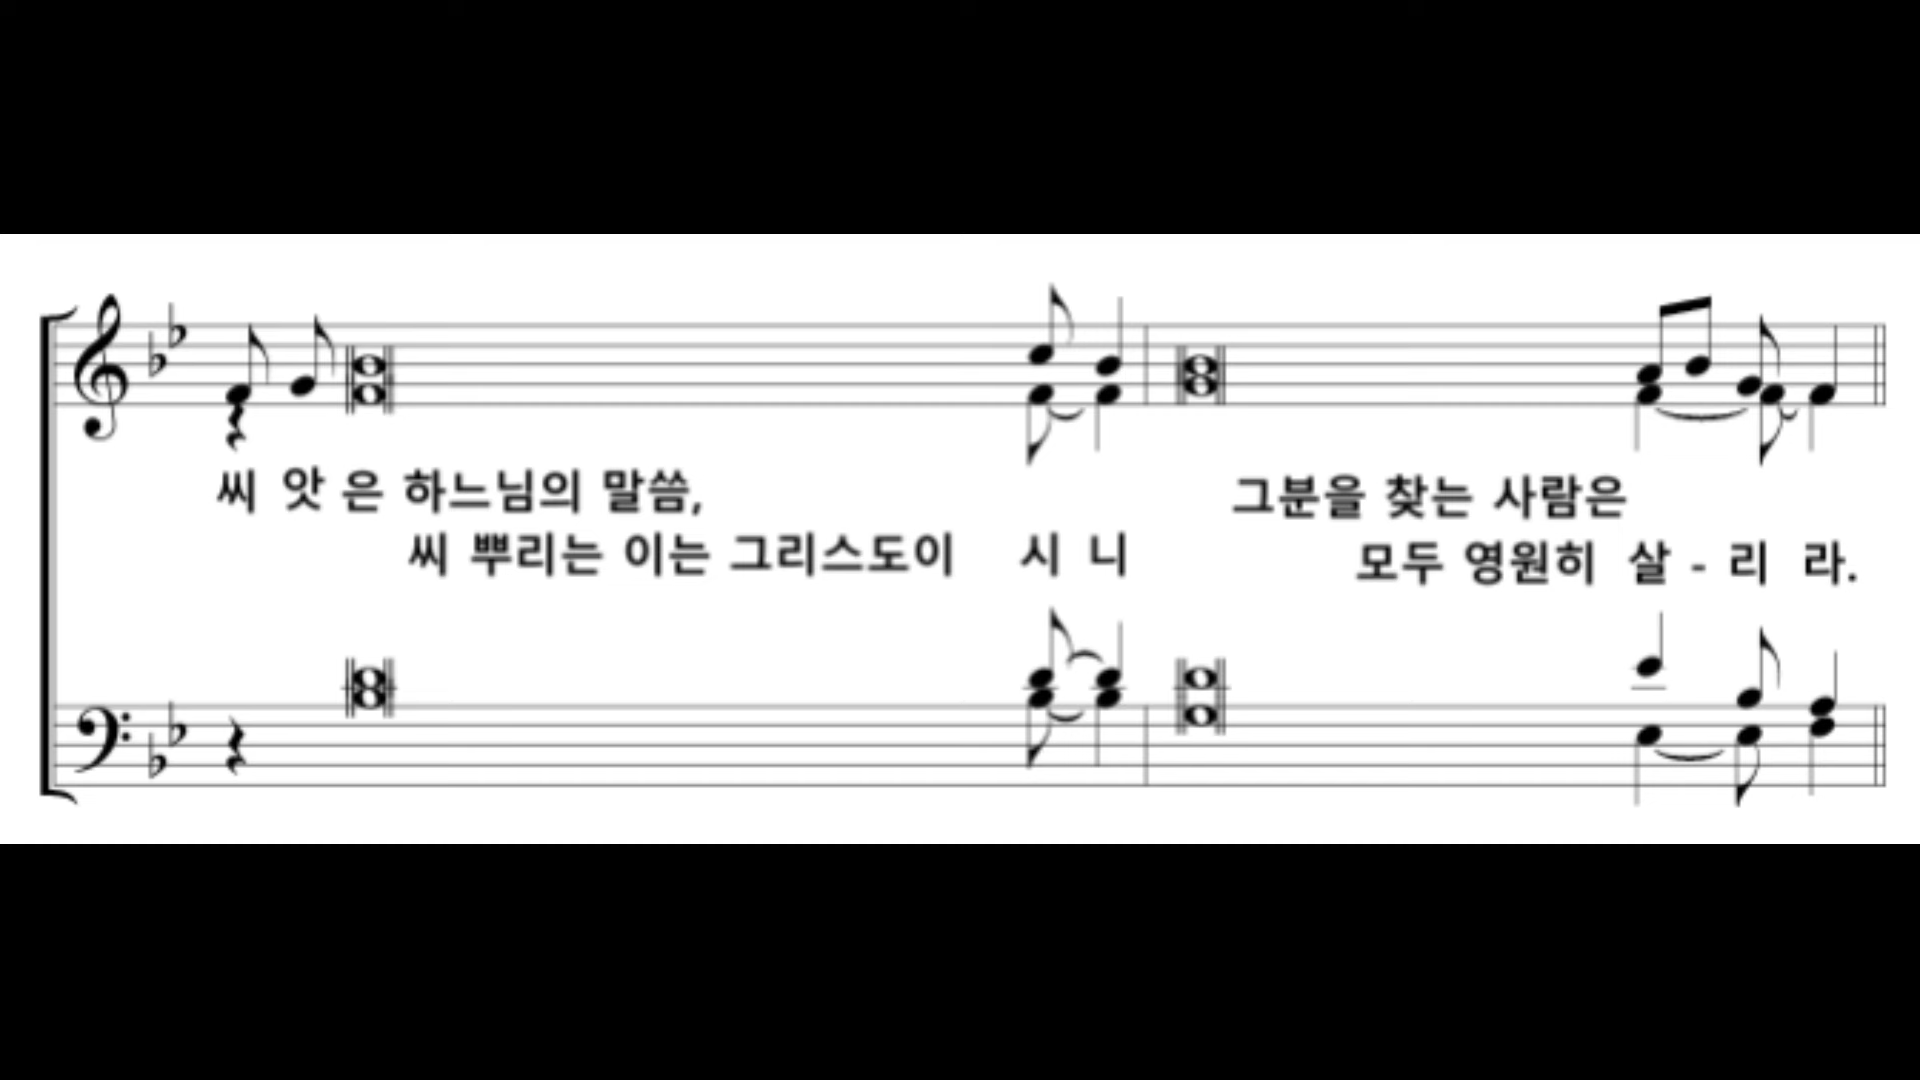 씨 앗 은 하느님의 말씀,
씨 뿌리는 이는 그리스도이 시 니
그분을 찾는 사람은
모두 영원히 살 - 리 라.